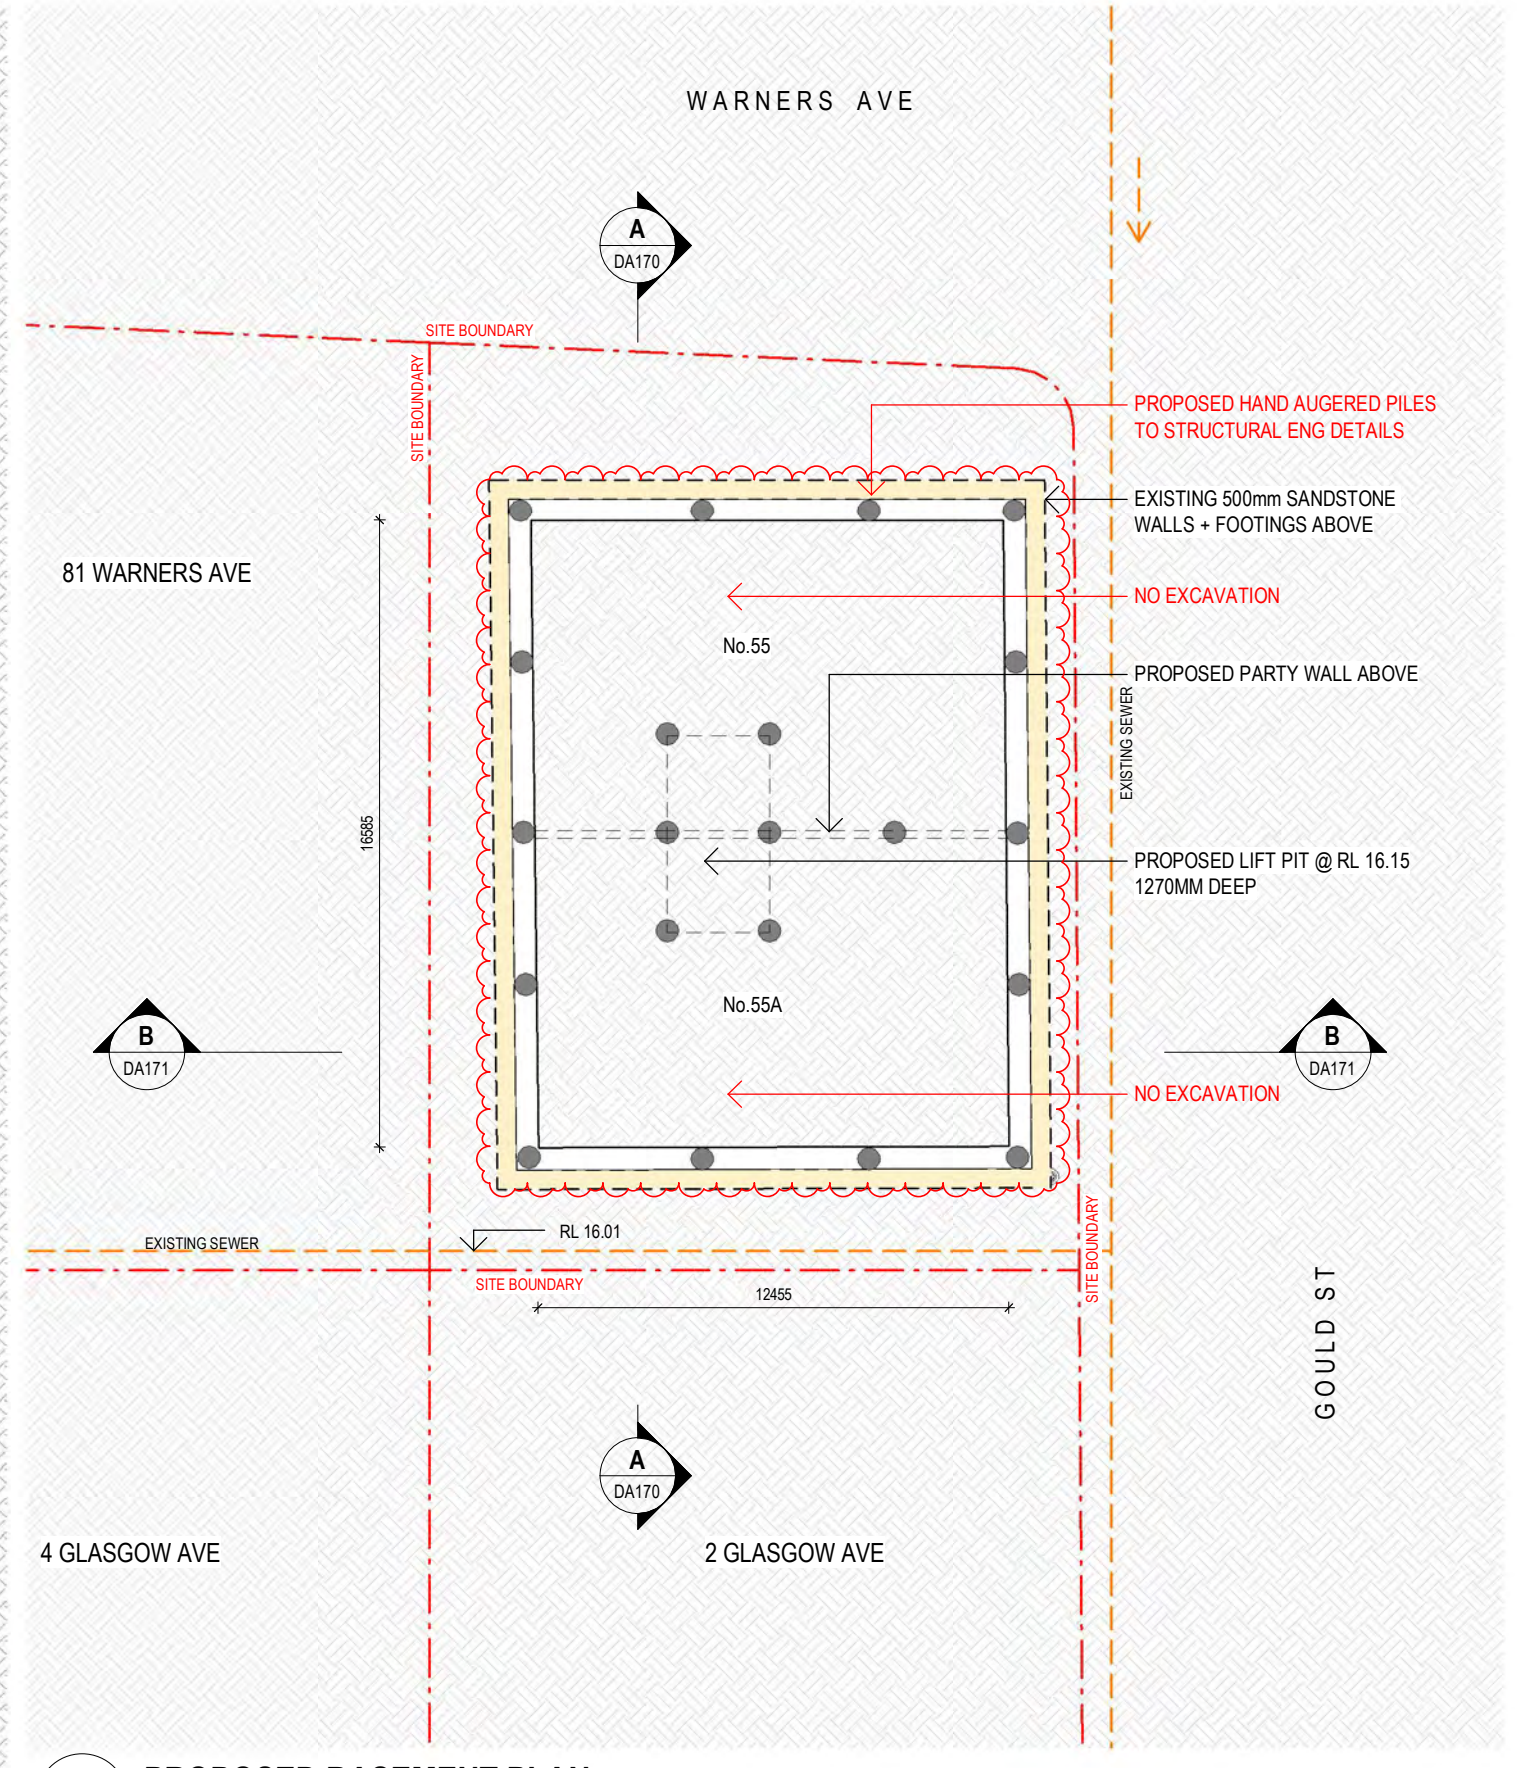 WARNERS AVE
A
DA170
SITE BOUNDARY
SITE BOUNDARY
PROPOSED HAND AUGERED PILES
TO STRUCTURAL ENG DETAILS
EXISTING 500mm SANDSTONE
WALLS + FOOTINGS ABOVE
81 WARNERS AVE
NO EXCAVATION
No.55
PROPOSED PARTY WALL ABOVE
EXISTING SEWER
16585
PROPOSED LIFT PIT @ RL 16.15
1270MM DEEP
No.55A
B
DA171
B
DA171
NO EXCAVATION
EXISTING SEWER
RL 16.01
SITE BOUNDARY
SITE BOUNDARY
12455
GOULD ST
A
DA170
4 GLASGOW AVE
2 GLASGOW AVE
PROPOSED BASEMENT PLAN